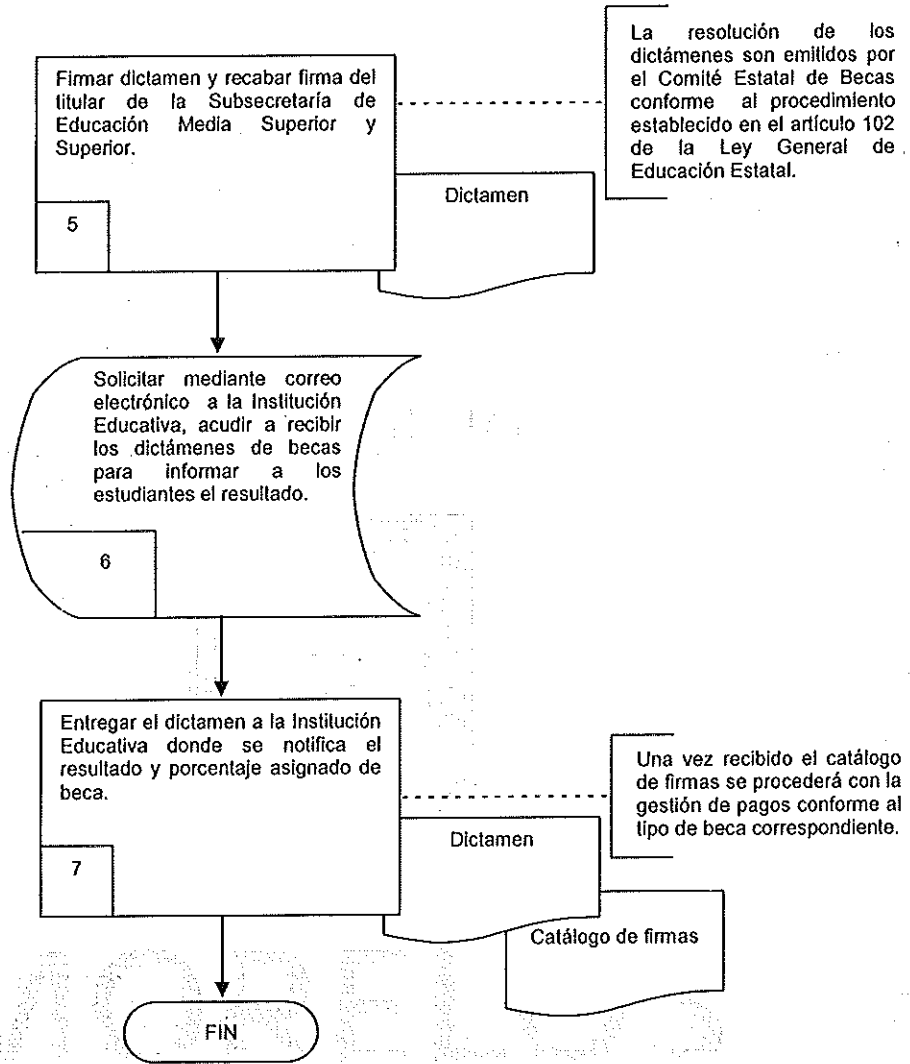 Firmar dictamen y recabar firma del
titular de la Subsecretaría de
Educación Media Superior y
Superior.
5
Dictamen
La resolución de los
dictámenes son emitidos por
el Comité Estatal de Becas
conforme al procedimiento
establecido en el artículo 102
de la Ley General de
Educación Estatal.
Solicitar mediante correo
electrónico a la Institución
Educativa, acudir a recibir
los dictámenes de becas
para informar a los
estudiantes el resultado.
6
Entregar el dictamen a la Institución
Educativa donde se notifica el
resultado y porcentaje asignado de
beca.
7
Dictamen
Catálogo de firmas
Una vez recibido el catálogo
de firmas se procederá con la
gestión de pagos conforme al
tipo de beca correspondiente.
FIN
MORELOS